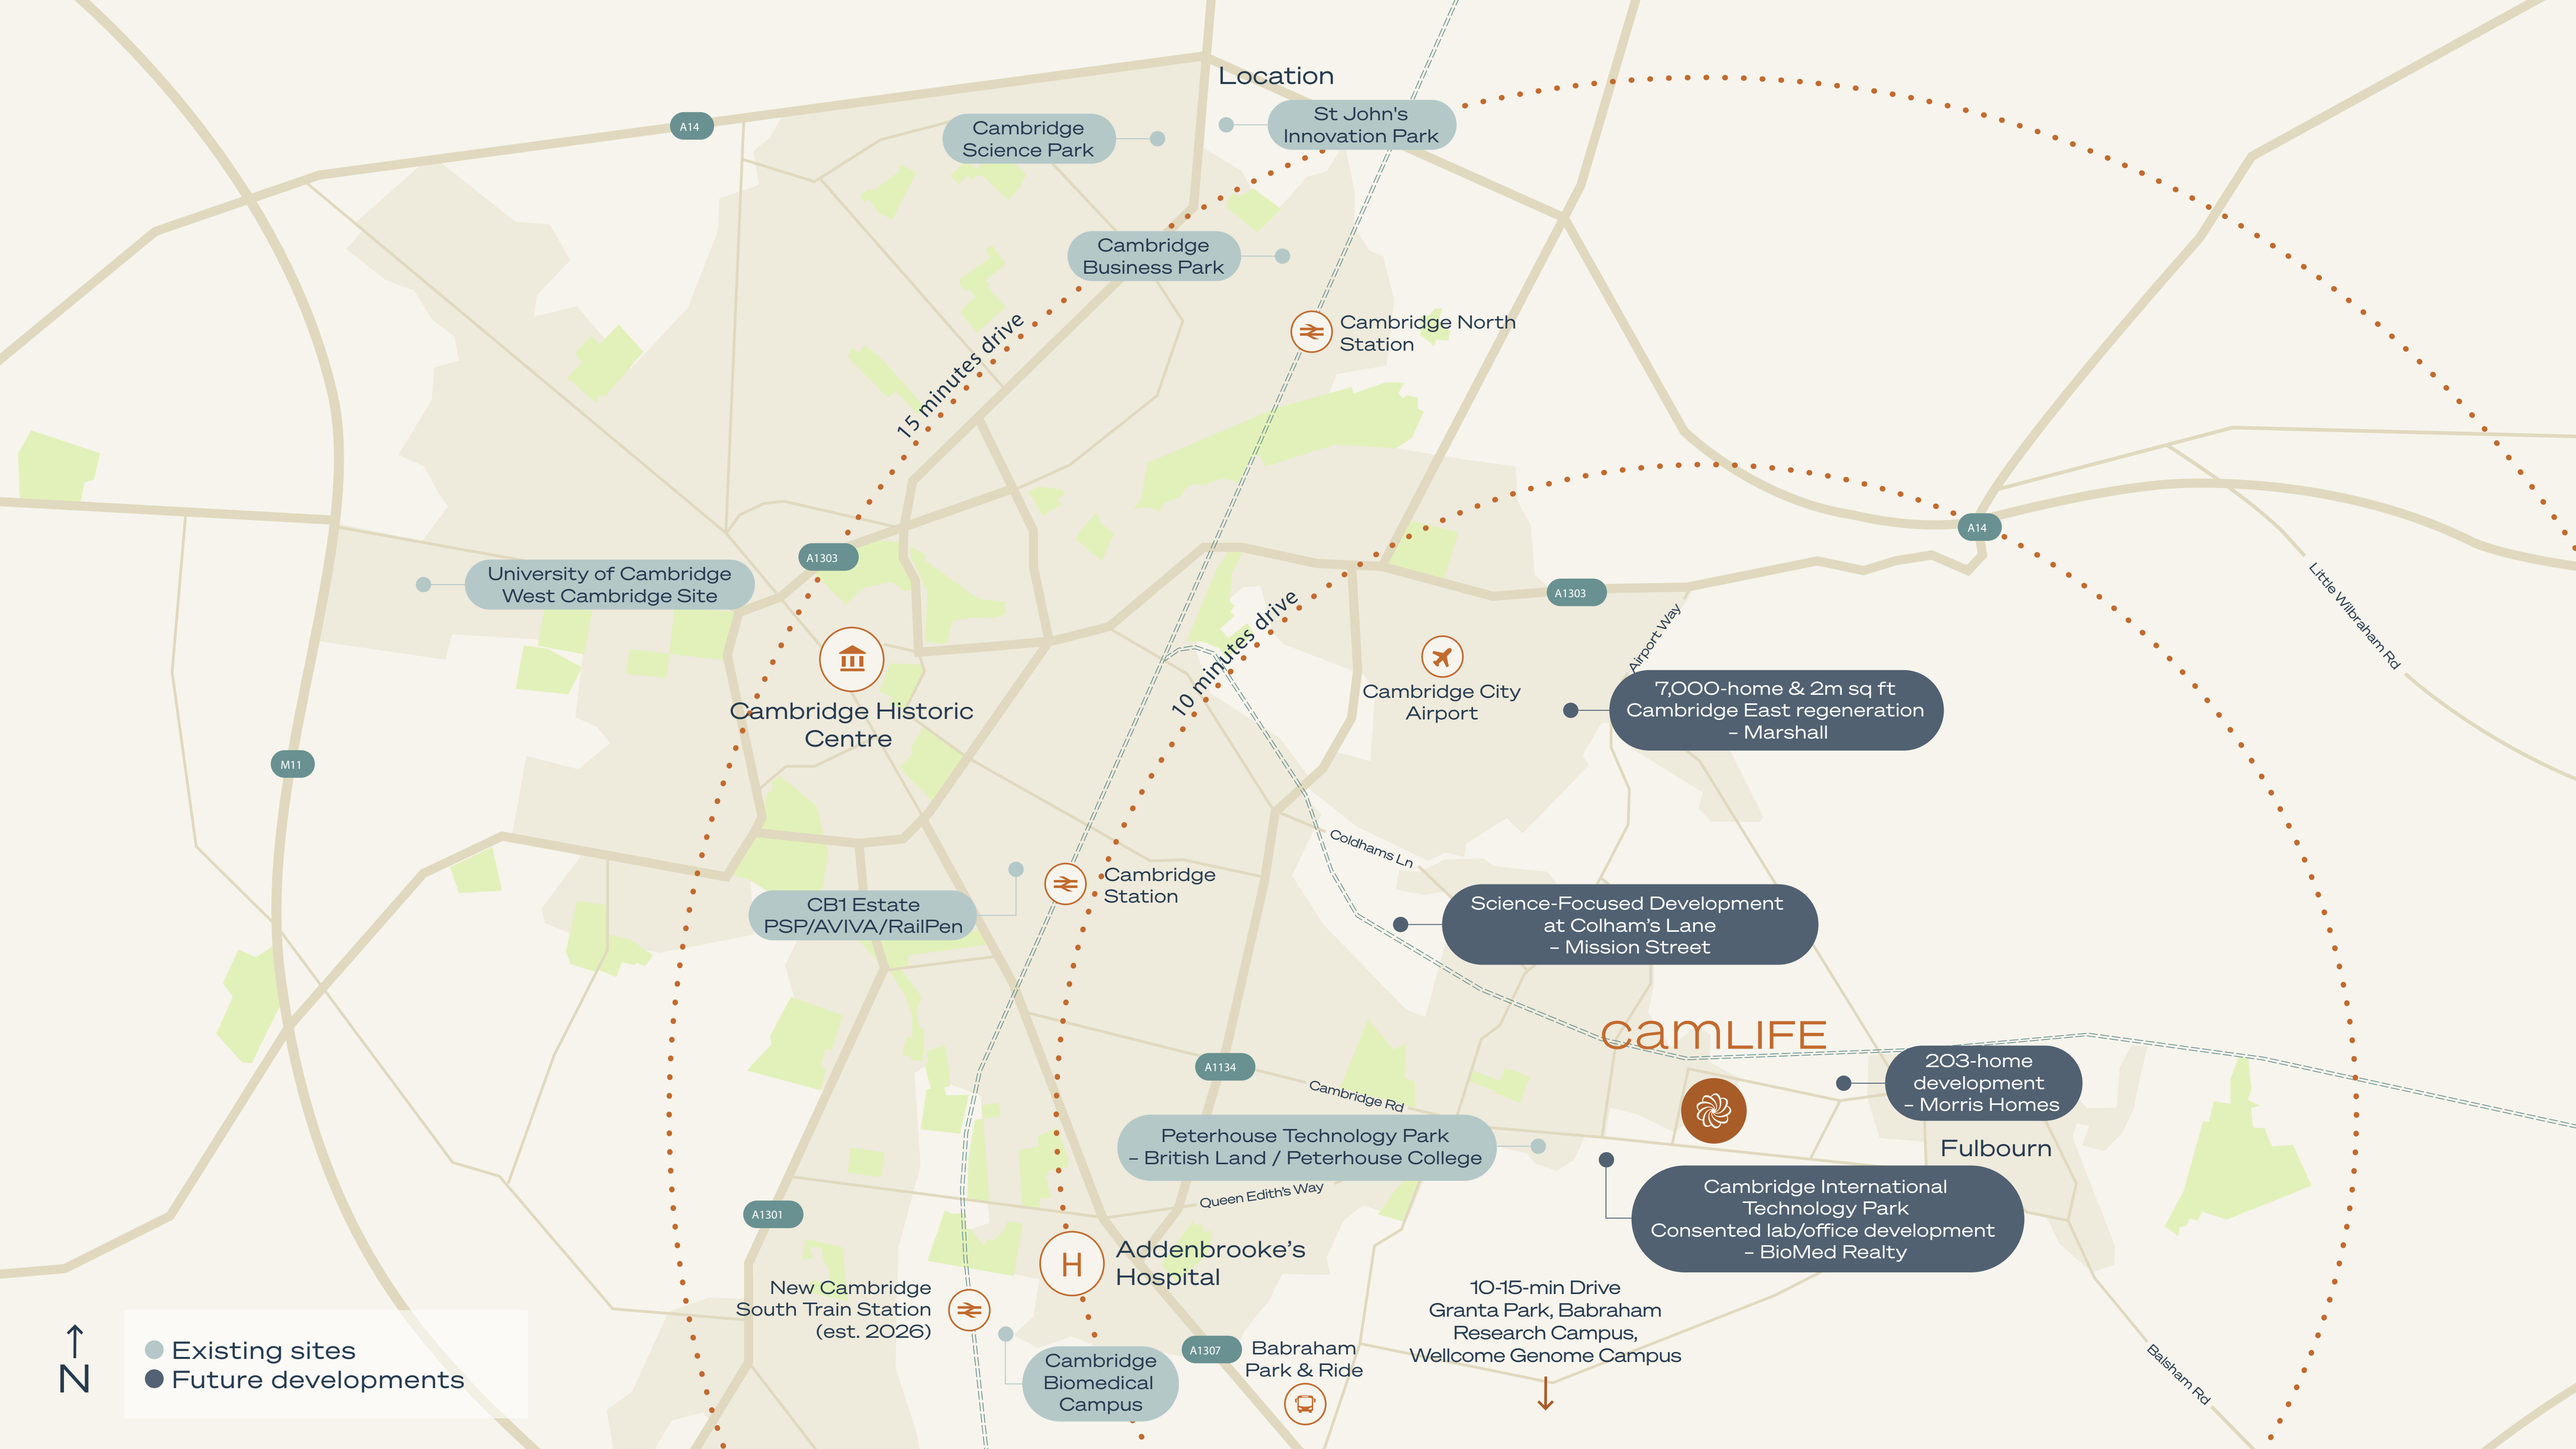 Location
A14
Cambridge
Science Park
St John's
Innovation Park
Cambridge
Business Park
Cambridge North
Station
15 minutes drive
A14
A1303
University of Cambridge
West Cambridge Site
A1303
Little Wilbraham Rd
Airport Way
10 minutes drive
Cambridge Historic
Centre
Cambridge City
Airport
7,000-home & 2m sq ft
Cambridge East regeneration
– Marshall
M11
Coldhams Ln
Cambridge
Station
CB1 Estate
PSP/AVIVA/RailPen
Science-Focused Development
at Colham’s Lane
– Mission Street
camLIFE
A1134
Cambridge Rd
203-home
development
– Morris Homes
Peterhouse Technology Park
– British Land / Peterhouse College
Fulbourn
Queen Edith's Way
Cambridge International
Technology Park
Consented lab/office development
– BioMed Realty
A1301
H
Addenbrooke’s
Hospital
New Cambridge
South Train Station
(est. 2026)
10-15-min Drive
Granta Park, Babraham
Research Campus,
Wellcome Genome Campus
A1307
Babraham
Park & Ride
Cambridge
Biomedical
Campus
Balsham Rd
N
Existing sites
Future developments